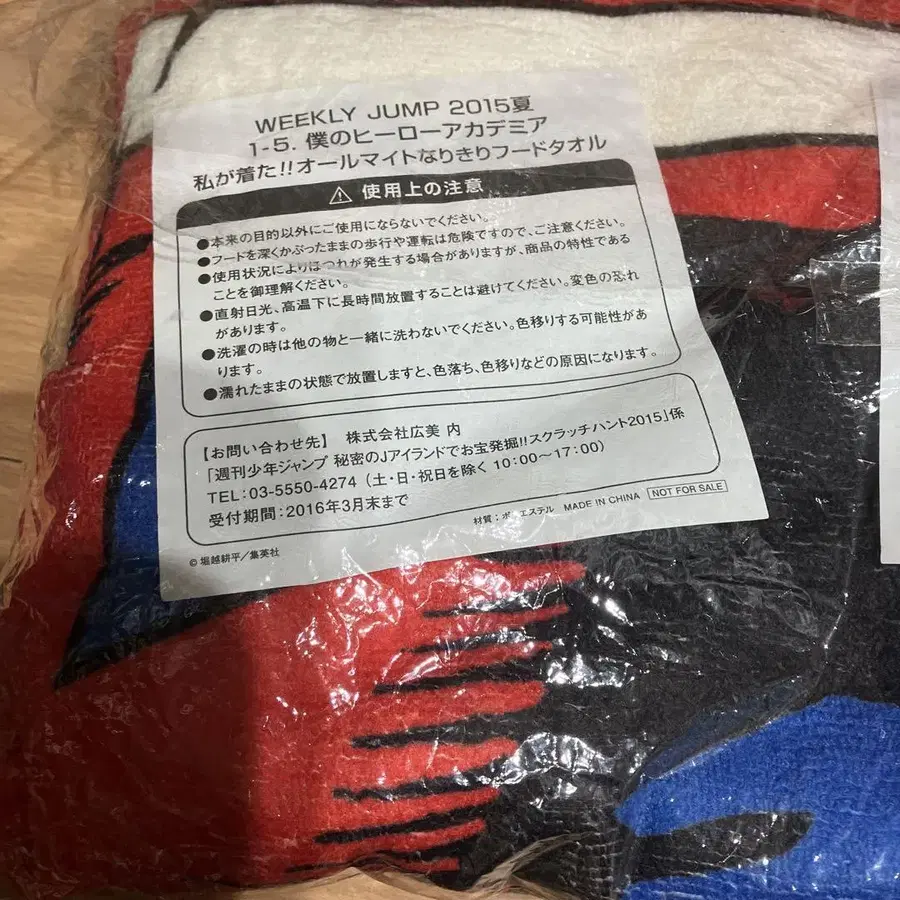 WEEKLY JUMP 2015夏
1-5. 僕のヒーローアカデミア
私が着た!!オールマイトなりきりフードタオル
⚠ 使用上の注意
●本来の目的以外にご使用にならないでください。
●フードを深くかぶったままの歩行や運転は危険ですので、ご注意ください。
●使用状況によりほつれが発生する場合がありますが、商品の特性である
ことを御理解ください。
●直射日光、高温下に長時間放置することは避けてください。変色の恐れ
があります。
●洗濯の時は他の物と一緒に洗わないでください。色移りする可能性があ
ります。
●濡れたままの状態で放置しますと、色落ち、色移りなどの原因になります。
【お問い合わせ先】 株式会社広美 内
「週刊少年ジャンプ 秘密のJアイランドでお宝発掘!!スクラッチハント2015」係
TEL:03-5550-4274 (土・日・祝日を除く 10:00〜17:00)
受付期間:2016年3月末まで
材質:ポリエステル MADE IN CHINA NOT FOR SALE
© 堀越耕平/集英社